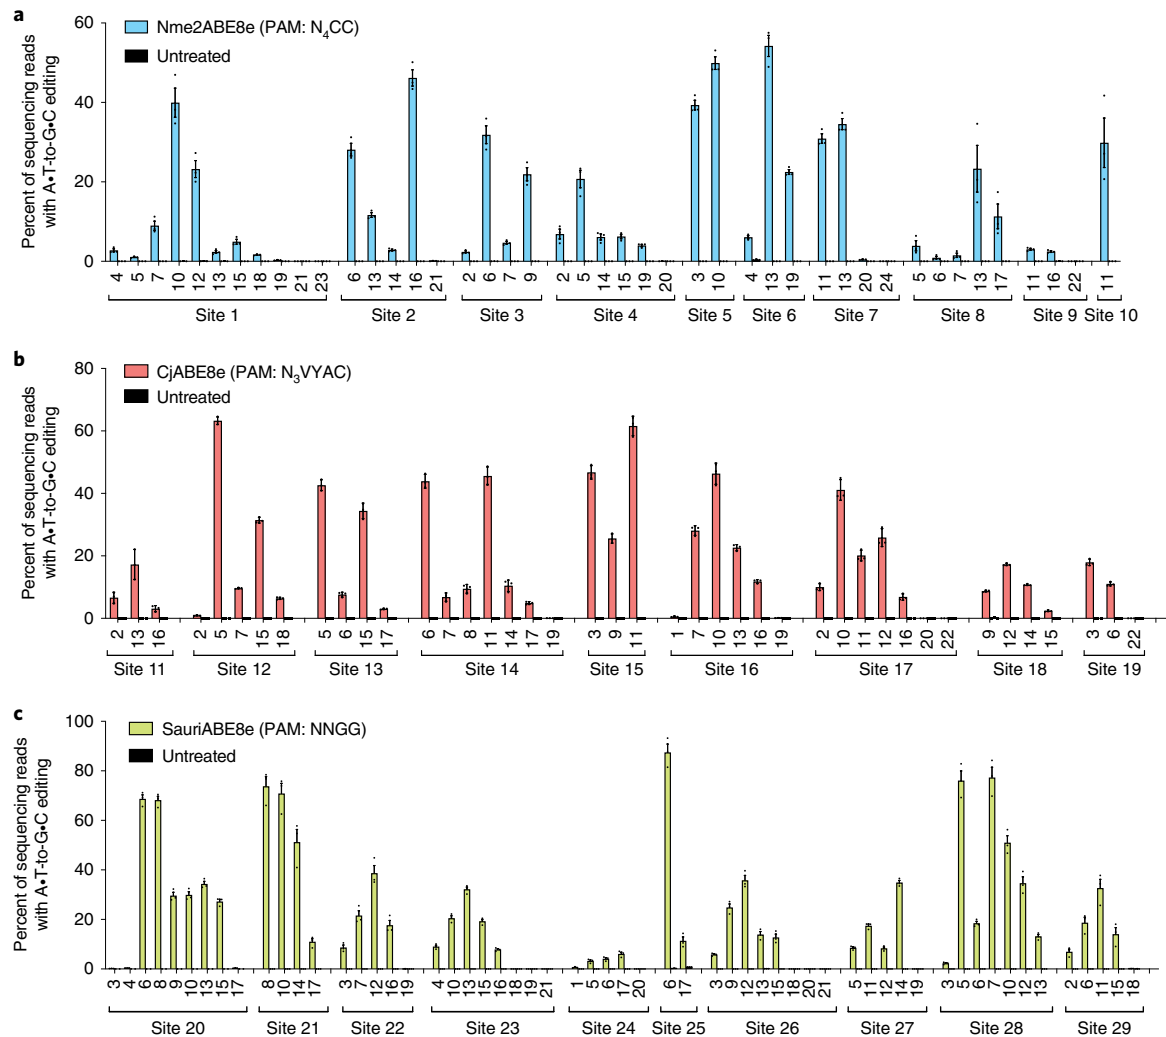 a
Percent of sequencing reads
with A•T-to-G•C editing
Nme2ABE8e (PAM: N4CC)
Untreated
60
40
20
0
4 5 7 10 12 13 15 18 19 21 23 6 13 14 16 21 2 6 7 9 2 5 14 15 19 20 3 10 4 6 13 19 11 13 20 24 5 6 7 13 17 11 16 22 11
Site 1 Site 2 Site 3 Site 4 Site 5 Site 6 Site 7 Site 8 Site 9 Site 10
b
Percent of sequencing reads
with A•T-to-G•C editing
CjABE8e (PAM: N3VYAC)
Untreated
80
60
40
20
0
2 13 16 2 5 7 15 18 5 6 15 17 6 7 8 11 14 17 19 3 9 11 1 7 10 13 16 19 2 10 11 12 16 20 22 9 12 14 15 3 6 22
Site 11 Site 12 Site 13 Site 14 Site 15 Site 16 Site 17 Site 18 Site 19
c
Percent of sequencing reads
with A•T-to-G•C editing
SauriABE8e (PAM: NNGG)
Untreated
100
80
60
40
20
0
3 4 6 8 9 10 13 15 17 8 10 14 17 3 7 12 16 19 4 10 13 15 16 18 19 21 1 5 6 17 20 6 17 3 9 12 13 15 18 20 21 5 11 12 14 19 3 5 6 7 10 12 13 2 6 11 15 18
Site 20 Site 21 Site 22 Site 23 Site 24 Site 25 Site 26 Site 27 Site 28 Site 29